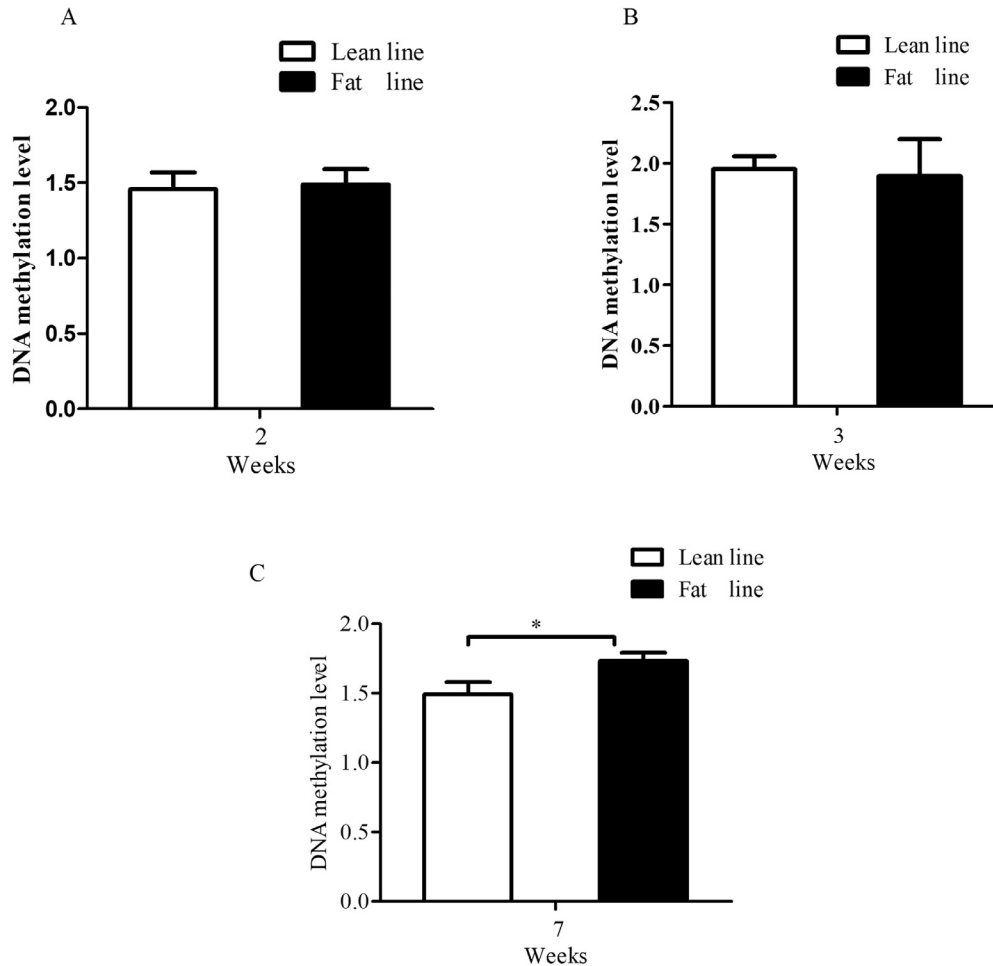 A
Lean line
Fat line
DNA methylation level
2.0
1.5
1.0
0.5
0.0
2
Weeks
B
Lean line
Fat line
DNA methylation level
2.5
2.0
1.5
1.0
0.5
0.0
3
Weeks
C
Lean line
Fat line
DNA methylation level
2.0
1.5
1.0
0.5
0.0
*
7
Weeks